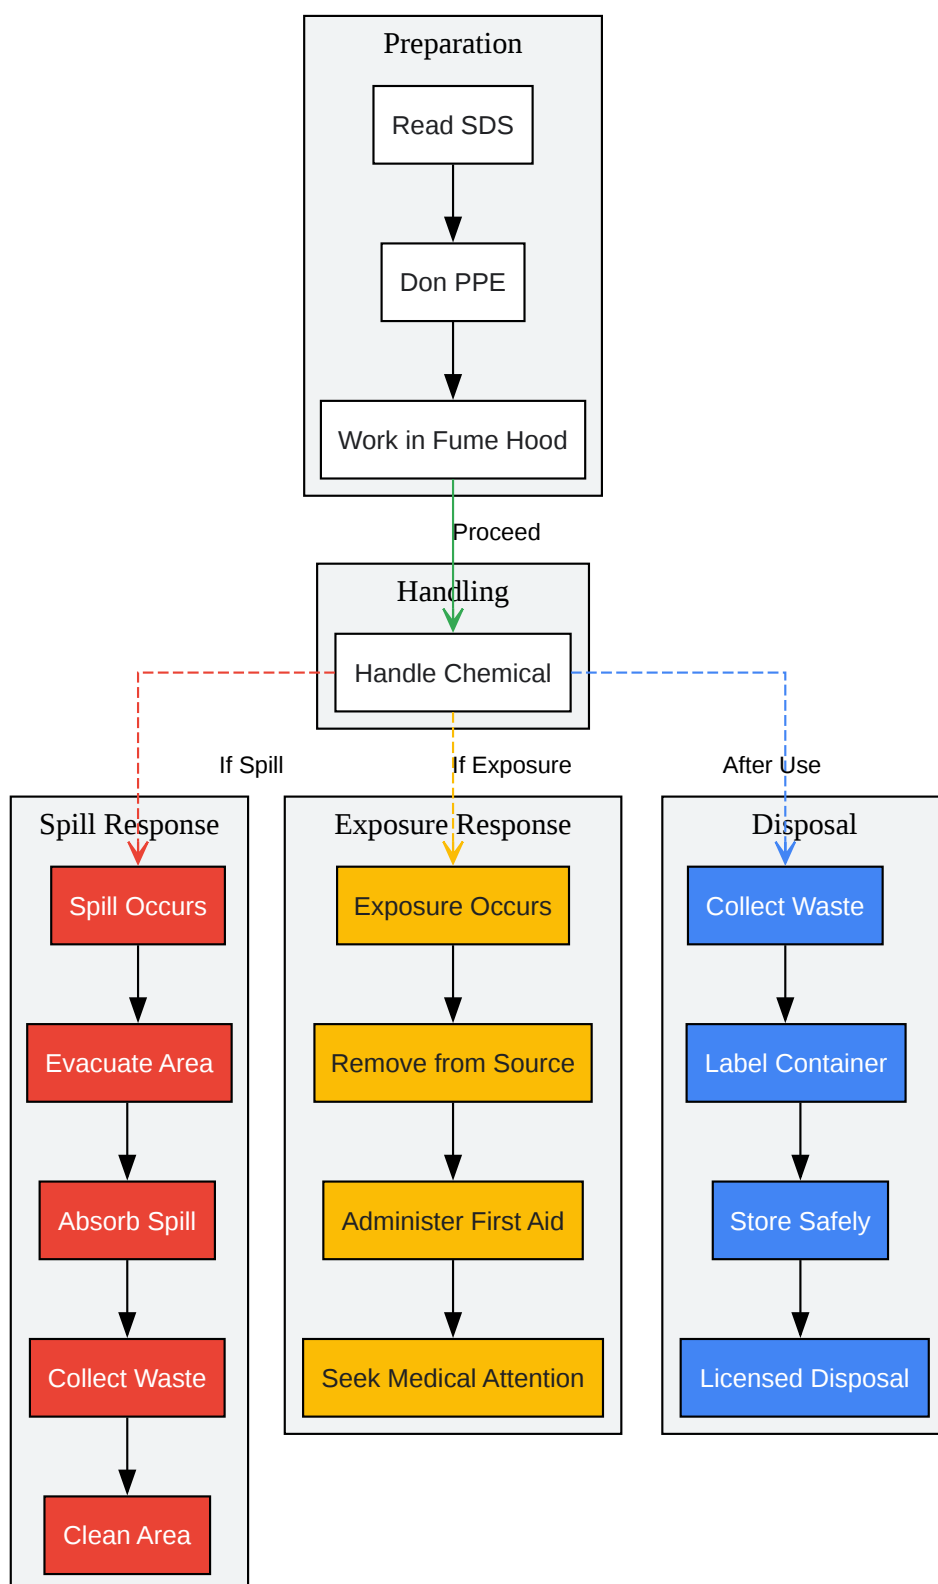 Preparation
Read SDS
Don PPE
Work in Fume Hood
Proceed
Handling
Handle Chemical
If Spill
If Exposure
After Use
Spill Response
Spill Occurs
Evacuate Area
Absorb Spill
Collect Waste
Clean Area
Exposure Response
Exposure Occurs
Remove from Source
Administer First Aid
Seek Medical Attention
Disposal
Collect Waste
Label Container
Store Safely
Licensed Disposal